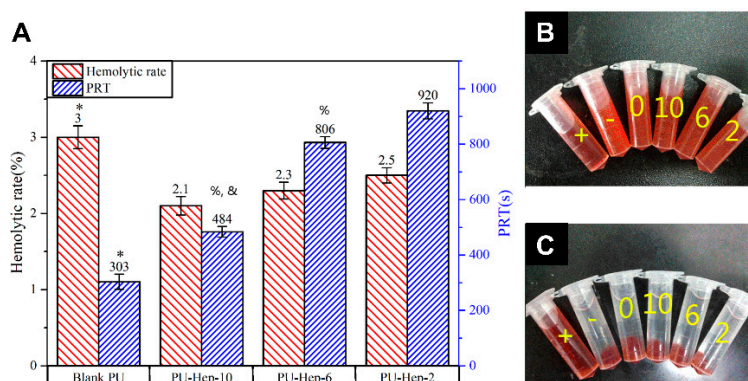 A
Hemolytic rate
PRT
4
3
2
1
0
Hemolytic rate(%)
*
3
*
303
2.1
%, &
484
2.3
%
806
2.5
920
1000
800
600
400
200
0
PRT(s)
Blank PU
PU-Hep-10
PU-Hep-6
PU-Hep-2
B
+ - 0 10 6 2
C
+ - 0 10 6 2